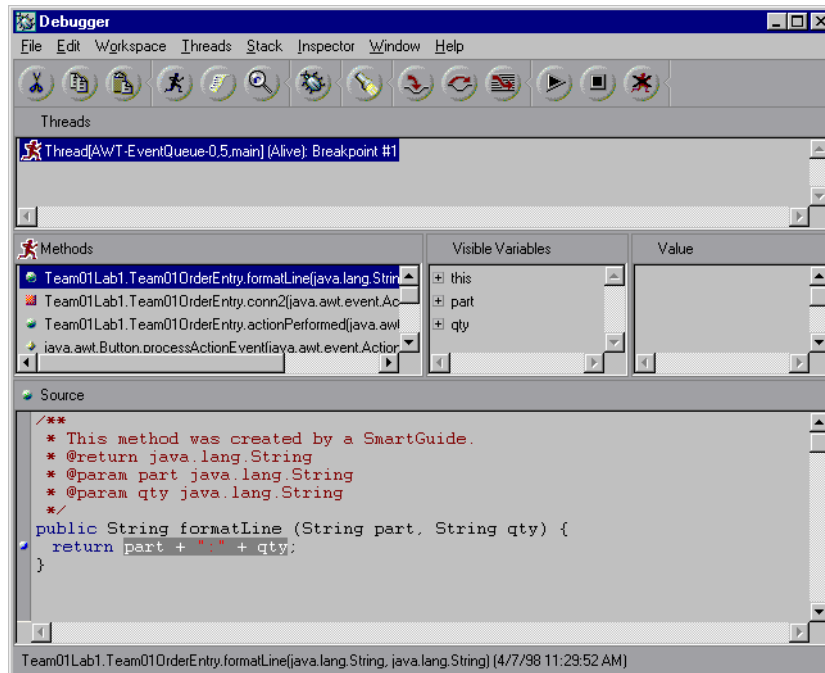 Debugger
File Edit Workspace Threads Stack Inspector Window Help
Threads
Thread[AWT-EventQueue-0,5,main] (Alive): Breakpoint #1
Methods
Team01Lab1.Team01OrderEntry.formatLine(java.lang.Strin
Team01Lab1.Team01OrderEntry.conn2(java.awt.event.Ac
Team01Lab1.Team01OrderEntry.actionPerformed(java.awt
java.awt.Button.processActionEvent(java.awt.event.Action
Visible Variables
this
part
qty
Value
Source
/**
* This method was created by a SmartGuide.
* @return java.lang.String
* @param part java.lang.String
* @param qty java.lang.String
*/
public String formatLine (String part, String qty) {
return part + ":" + qty;
}
Team01Lab1.Team01OrderEntry.formatLine(java.lang.String, java.lang.String) (4/7/98 11:29:52 AM)